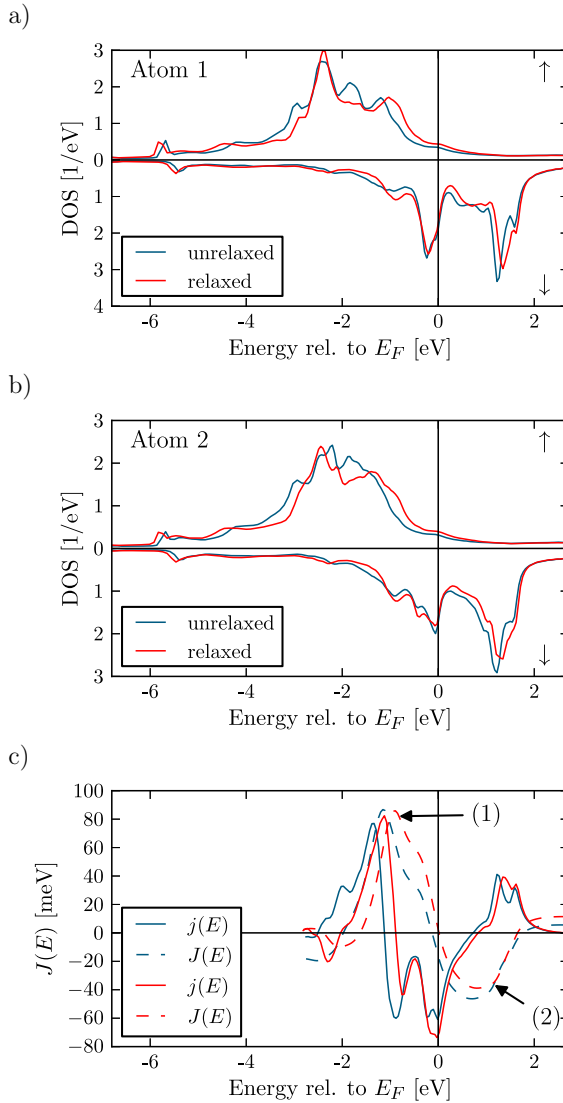 a)
3
2
1
0
1
2
3
4
DOS [1/eV]
Atom 1
↑
↓
unrelaxed
relaxed
-6 -4 -2 0 2
Energy rel. to E_F [eV]
b)
3
2
1
0
1
2
3
DOS [1/eV]
Atom 2
↑
↓
unrelaxed
relaxed
-6 -4 -2 0 2
Energy rel. to E_F [eV]
c)
100
80
60
40
20
0
−20
−40
−60
−80
J(E) [meV]
(1)
(2)
j(E)
J(E)
j(E)
J(E)
-6 -4 -2 0 2
Energy rel. to E_F [eV]